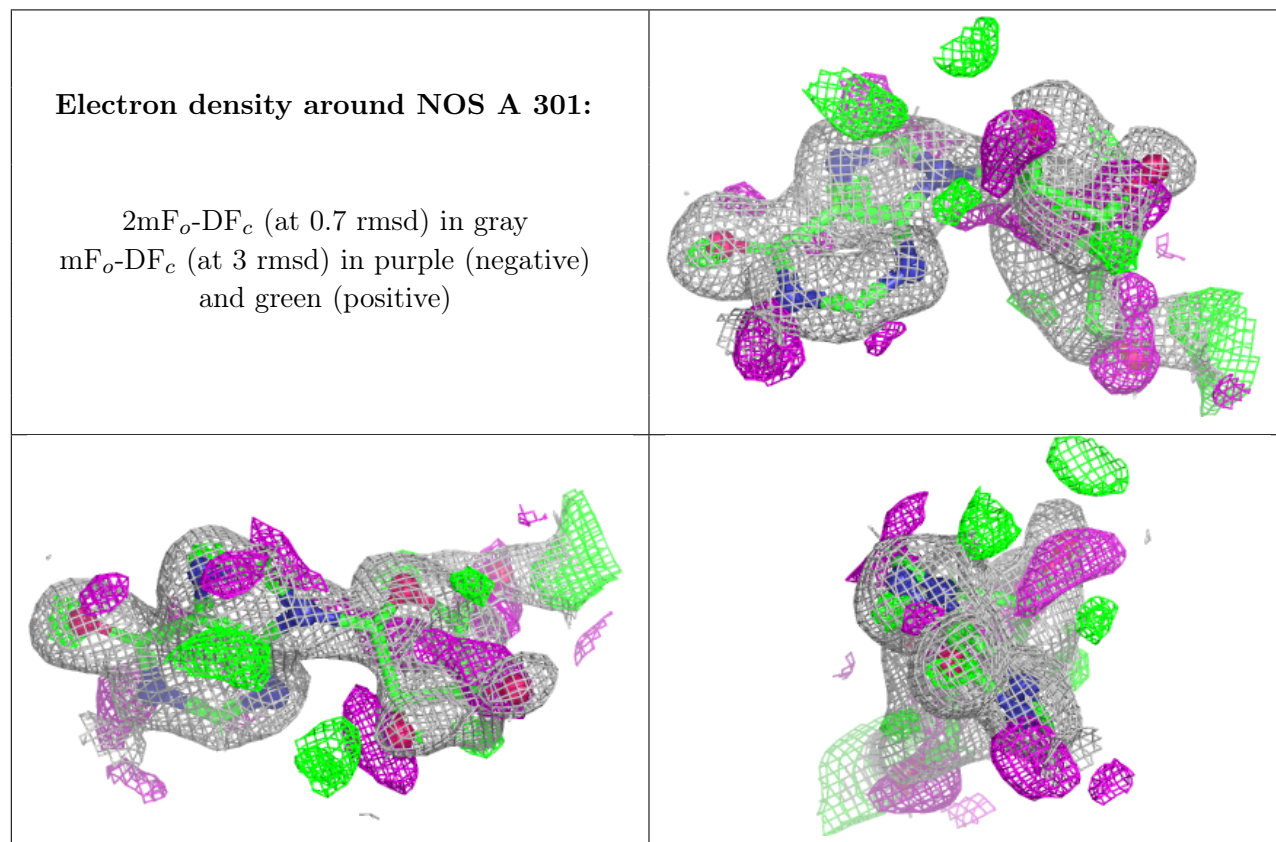 Electron density around NOS A 301:
2mFo-DFc (at 0.7 rmsd) in gray
mFo-DFc (at 3 rmsd) in purple (negative)
and green (positive)